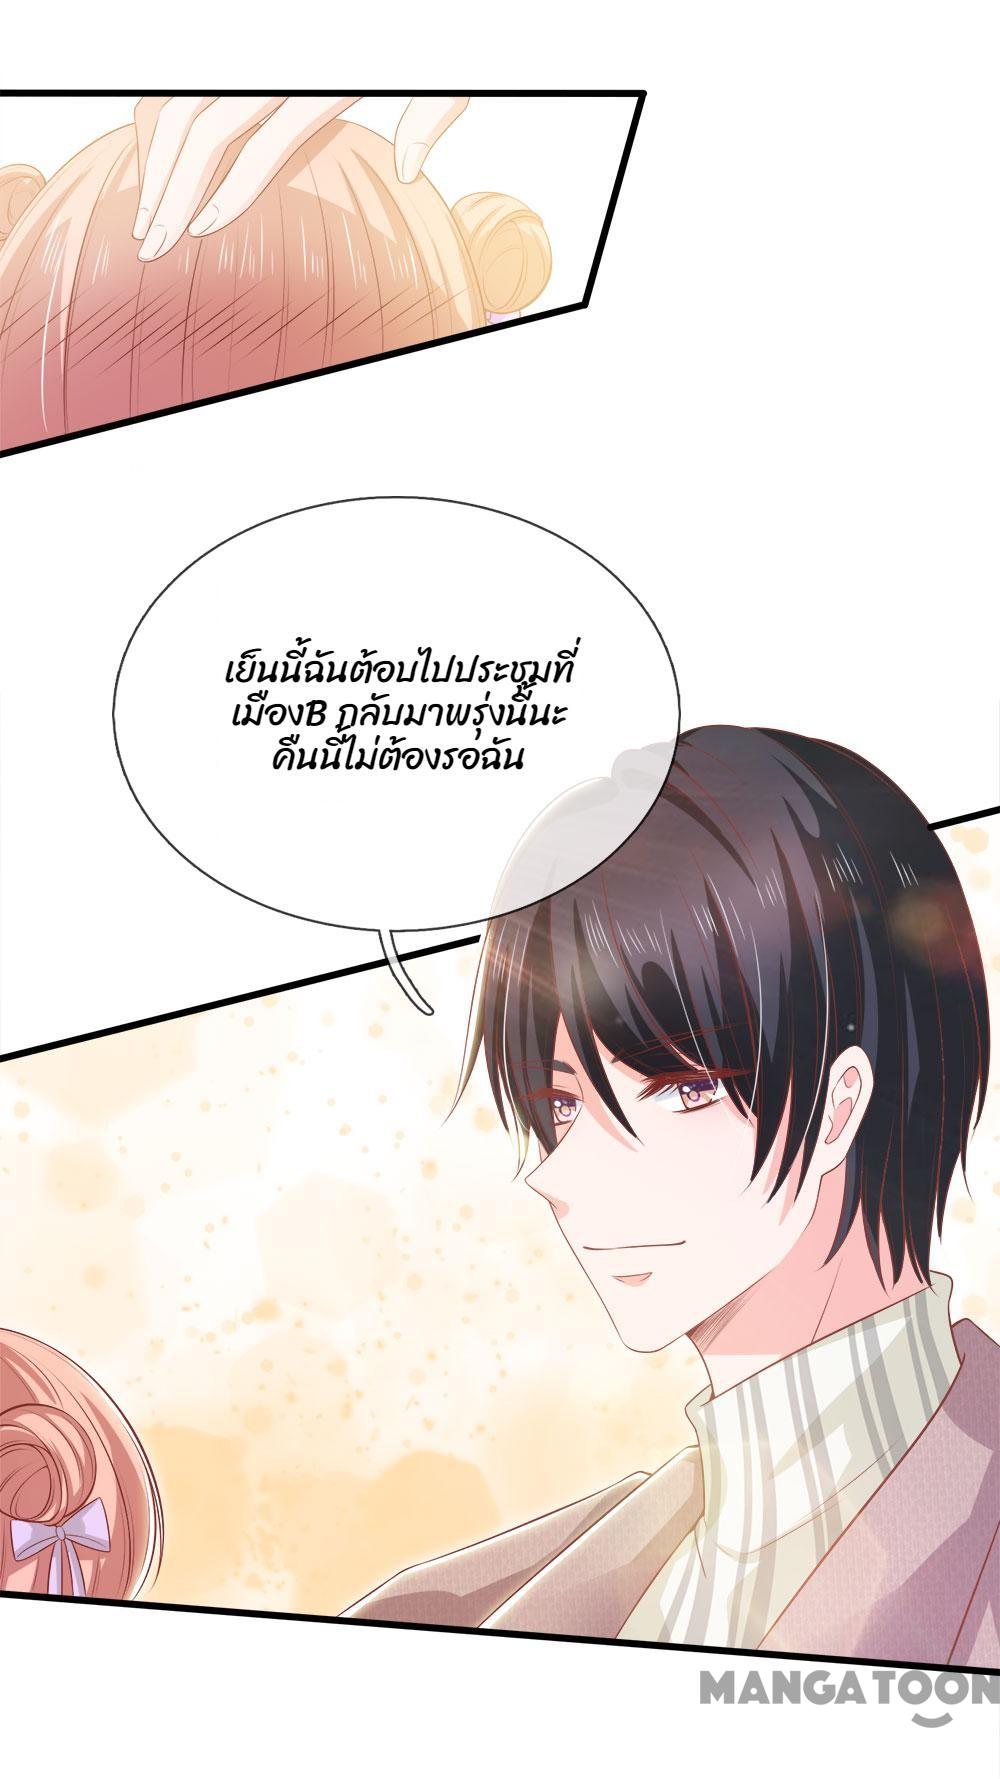 เย็นนี้ฉันต้อบไปประชุมที่
เมืองB กลับมาพรุ่งนี้นะ
คืนนี้ไม่ต้องรอฉัน
MANGATOON